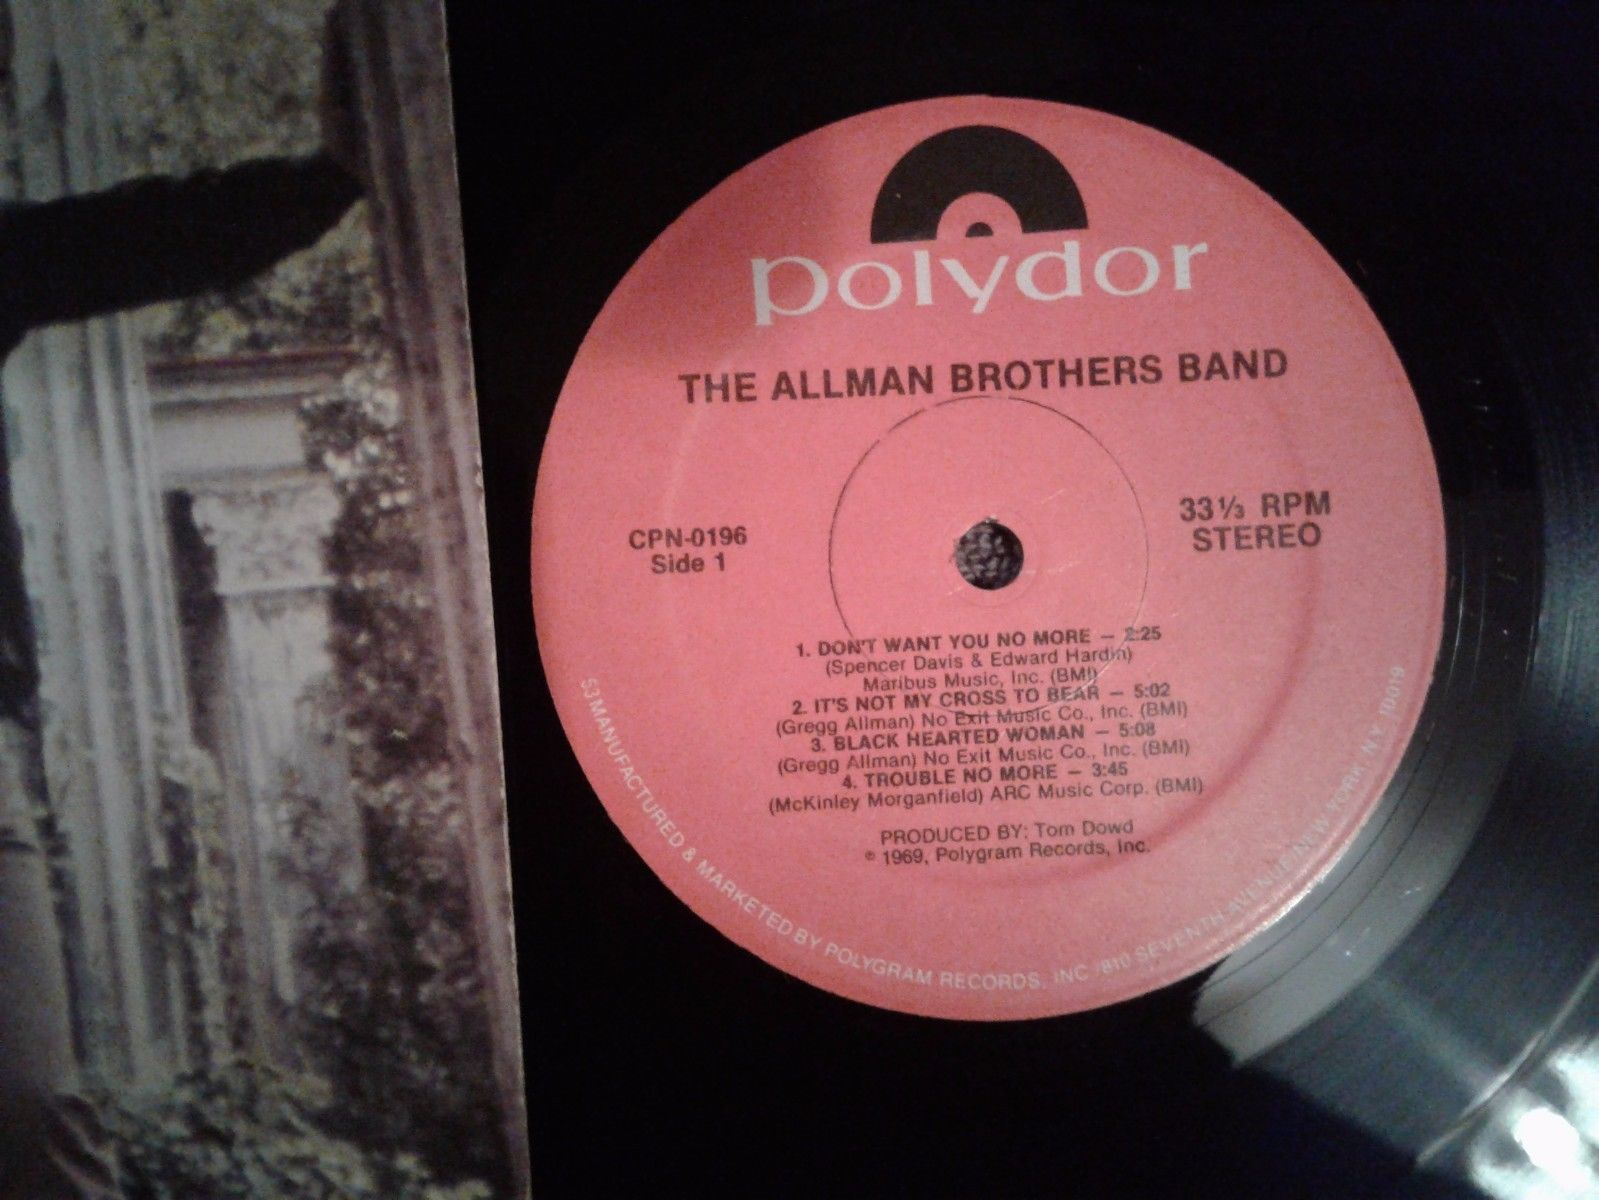 polydor
THE ALLMAN BROTHERS BAND
CPN-0196
Side 1
33⅓ RPM
STEREO
1. DON'T WANT YOU NO MORE – 2:25
(Spencer Davis & Edward Hardin)
Maribus Music, Inc. (BMI)
2. IT'S NOT MY CROSS TO BEAR – 5:02
(Gregg Allman) No Exit Music Co., Inc. (BMI)
3. BLACK HEARTED WOMAN – 5:08
(Gregg Allman) No Exit Music Co., Inc. (BMI)
4. TROUBLE NO MORE – 3:45
(McKinley Morganfield) ARC Music Corp. (BMI)
PRODUCED BY: Tom Dowd
℗ 1969, Polygram Records, Inc.
53 MANUFACTURED & MARKETED BY POLYGRAM RECORDS, INC./810 SEVENTH AVENUE/NEW YORK, N.Y. 10019